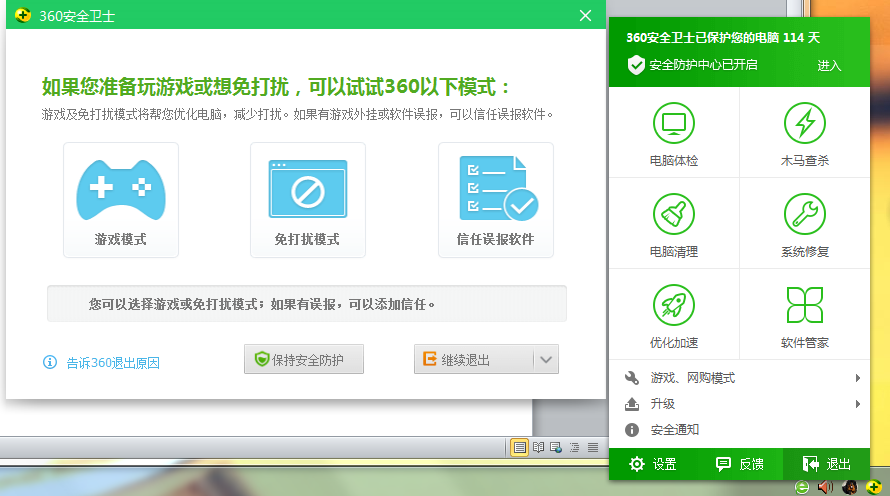 360安全卫士
如果您准备玩游戏或想免打扰，可以试试360以下模式：
游戏及免打扰模式将帮您优化电脑，减少打扰。如果有游戏外挂或软件误报，可以信任误报软件。
游戏模式
免打扰模式
信任误报软件
您可以选择游戏或免打扰模式；如果有误报，可以添加信任。
告诉360退出原因
保持安全防护
继续退出
360安全卫士已保护您的电脑 114 天
安全防护中心已开启
进入
电脑体检
木马查杀
电脑清理
系统修复
优化加速
软件管家
游戏、网购模式
升级
安全通知
设置
反馈
退出